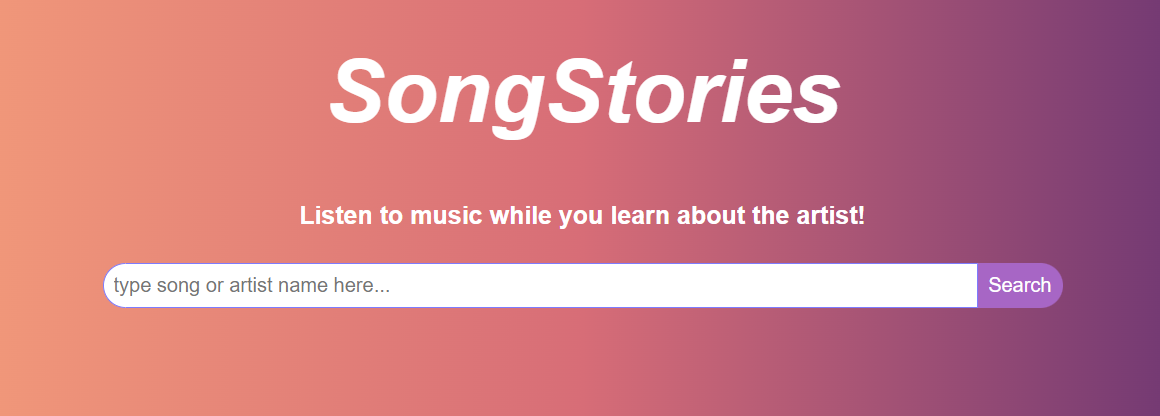 SongStories
Listen to music while you learn about the artist!
type song or artist name here... Search